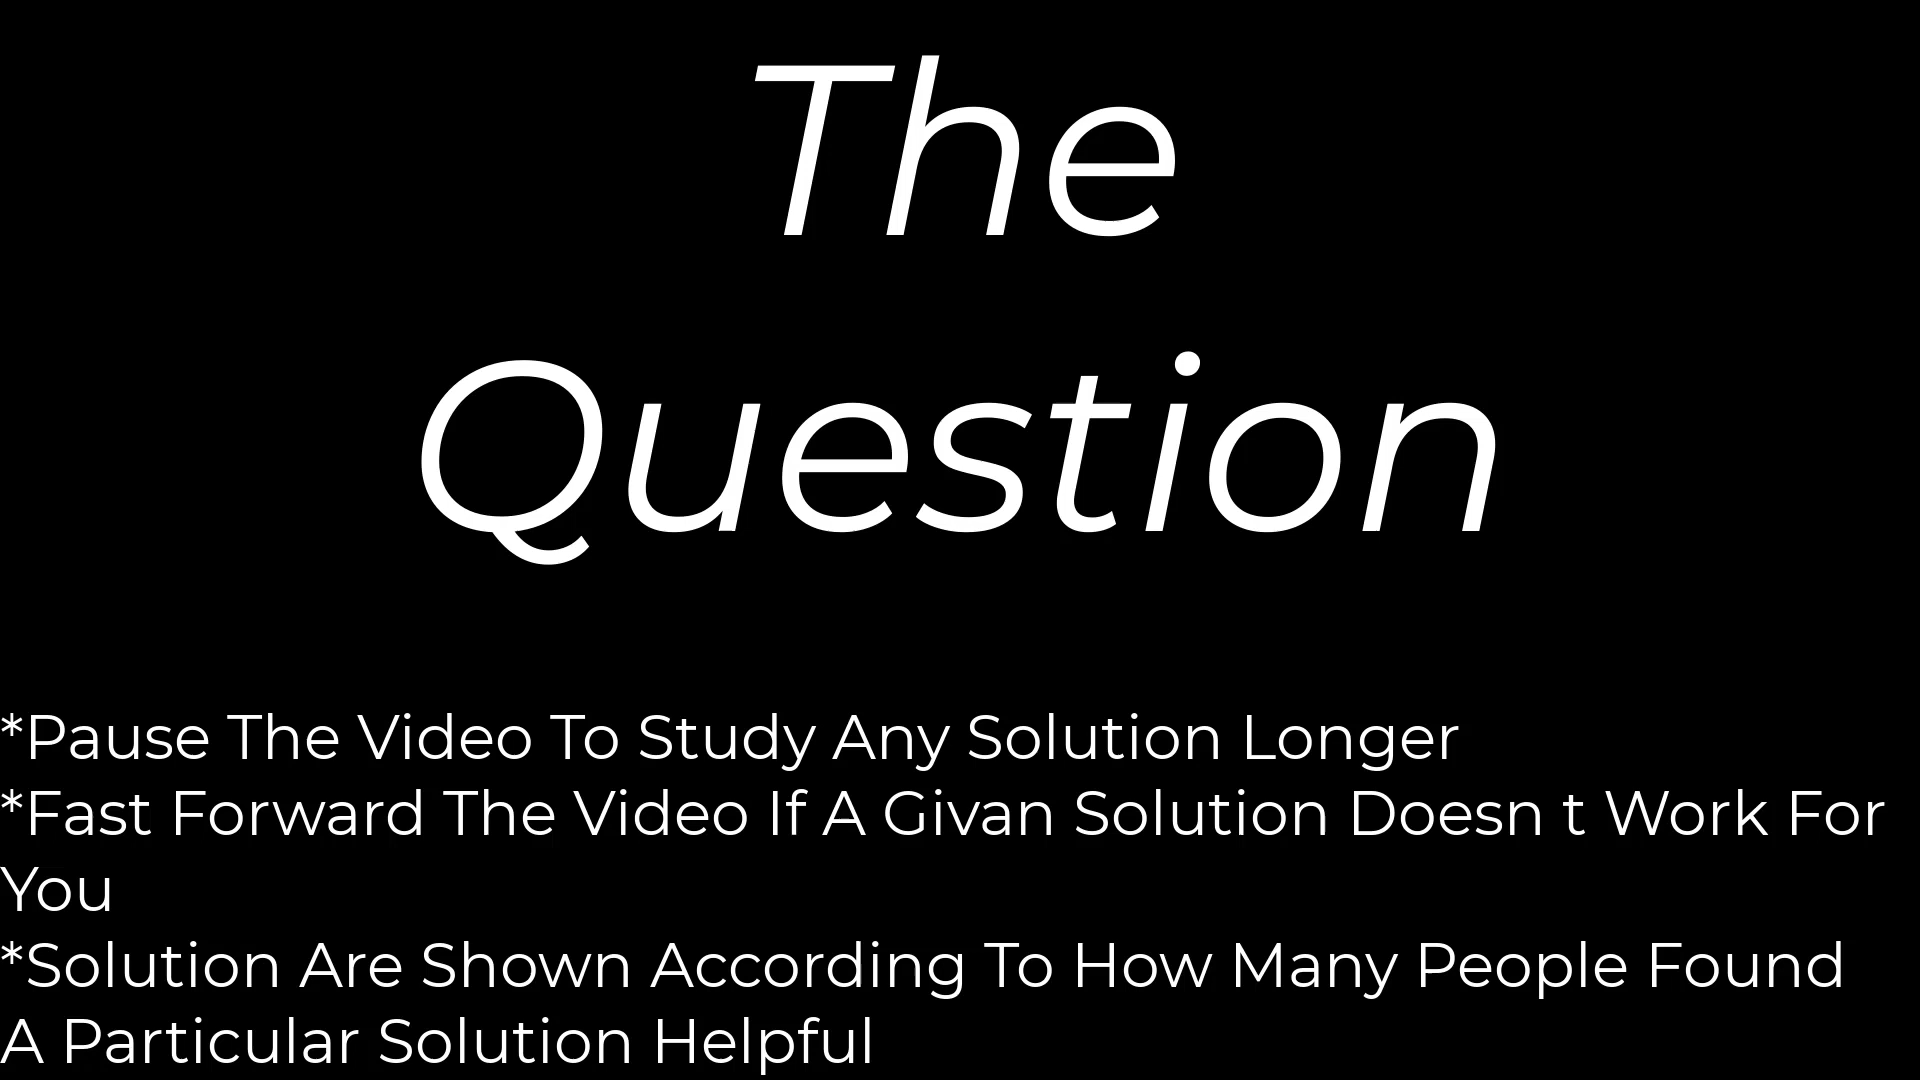 The
Question
*Pause The Video To Study Any Solution Longer
*Fast Forward The Video If A Givan Solution Doesn t Work For
You
*Solution Are Shown According To How Many People Found
A Particular Solution Helpful